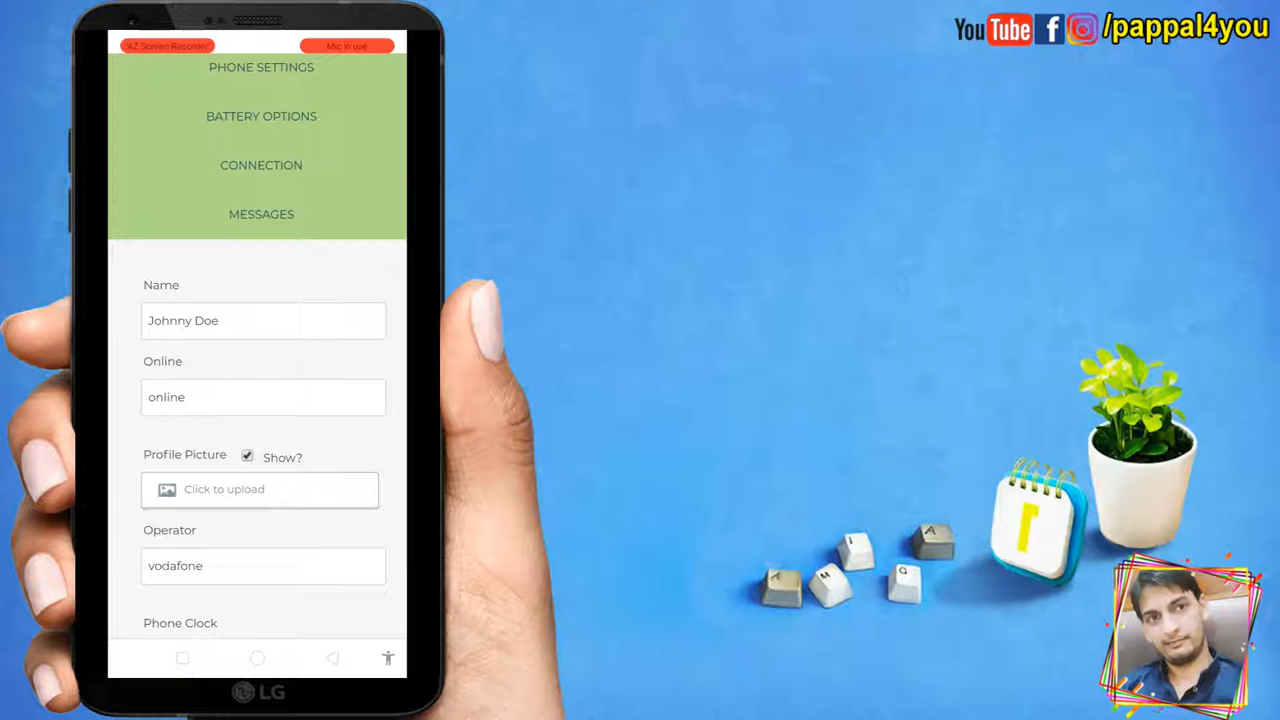 YouTube f /pappal4you
AZ Screen Recorder Mic in use
PHONE SETTINGS
BATTERY OPTIONS
CONNECTION
MESSAGES
Name
Johnny Doe
Online
online
Profile Picture Show?
Click to upload
Operator
vodafone
Phone Clock
LG
I
A
M
Q
1